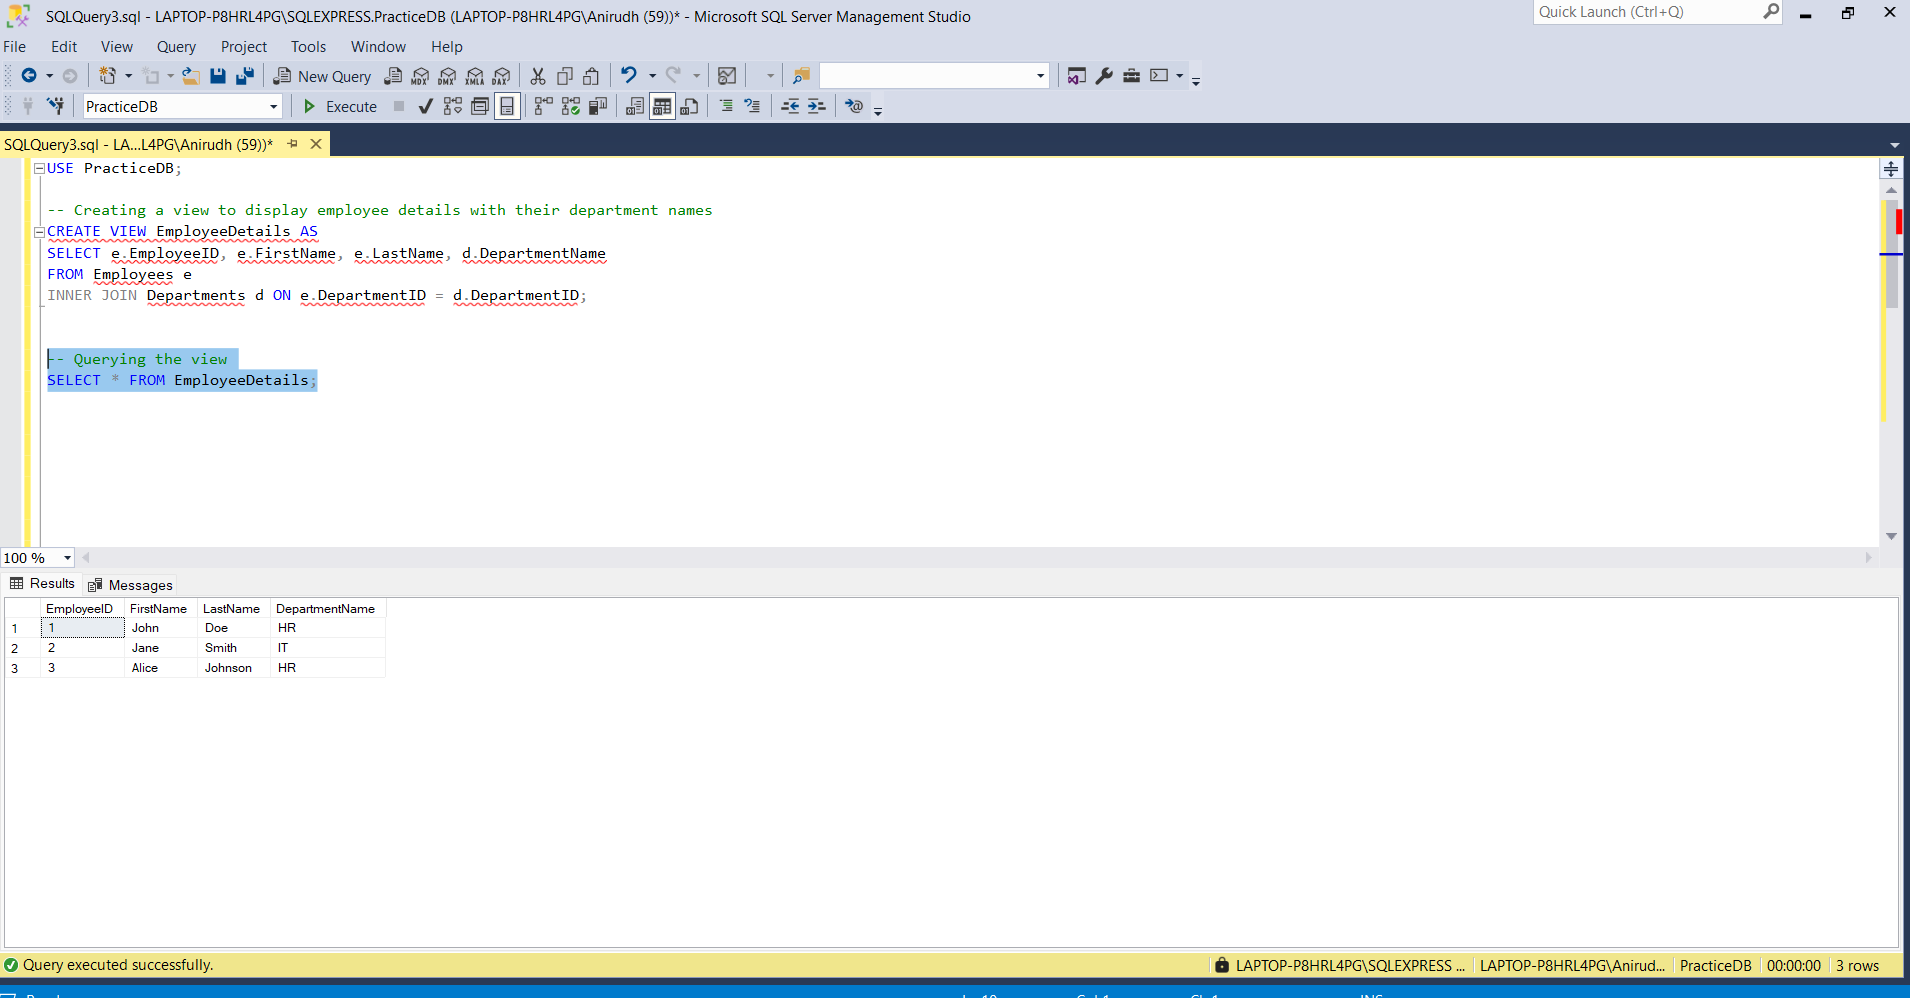 SQLQuery3.sql - LAPTOP-P8HRL4PG\SQLEXPRESS.PracticeDB (LAPTOP-P8HRL4PG\Anirudh (59))* - Microsoft SQL Server Management Studio
Quick Launch (Ctrl+Q)
File Edit View Query Project Tools Window Help
New Query MDX DMX XMLA DAX
PracticeDB Execute
SQLQuery3.sql - LA...L4PG\Anirudh (59))*
USE PracticeDB;
-- Creating a view to display employee details with their department names
CREATE VIEW EmployeeDetails AS
SELECT e.EmployeeID, e.FirstName, e.LastName, d.DepartmentName
FROM Employees e
INNER JOIN Departments d ON e.DepartmentID = d.DepartmentID;
-- Querying the view
SELECT * FROM EmployeeDetails;
100 %
Results Messages
EmployeeID FirstName LastName DepartmentName
1 1 John Doe HR
2 2 Jane Smith IT
3 3 Alice Johnson HR
Query executed successfully. LAPTOP-P8HRL4PG\SQLEXPRESS ... LAPTOP-P8HRL4PG\Anirud... PracticeDB 00:00:00 3 rows